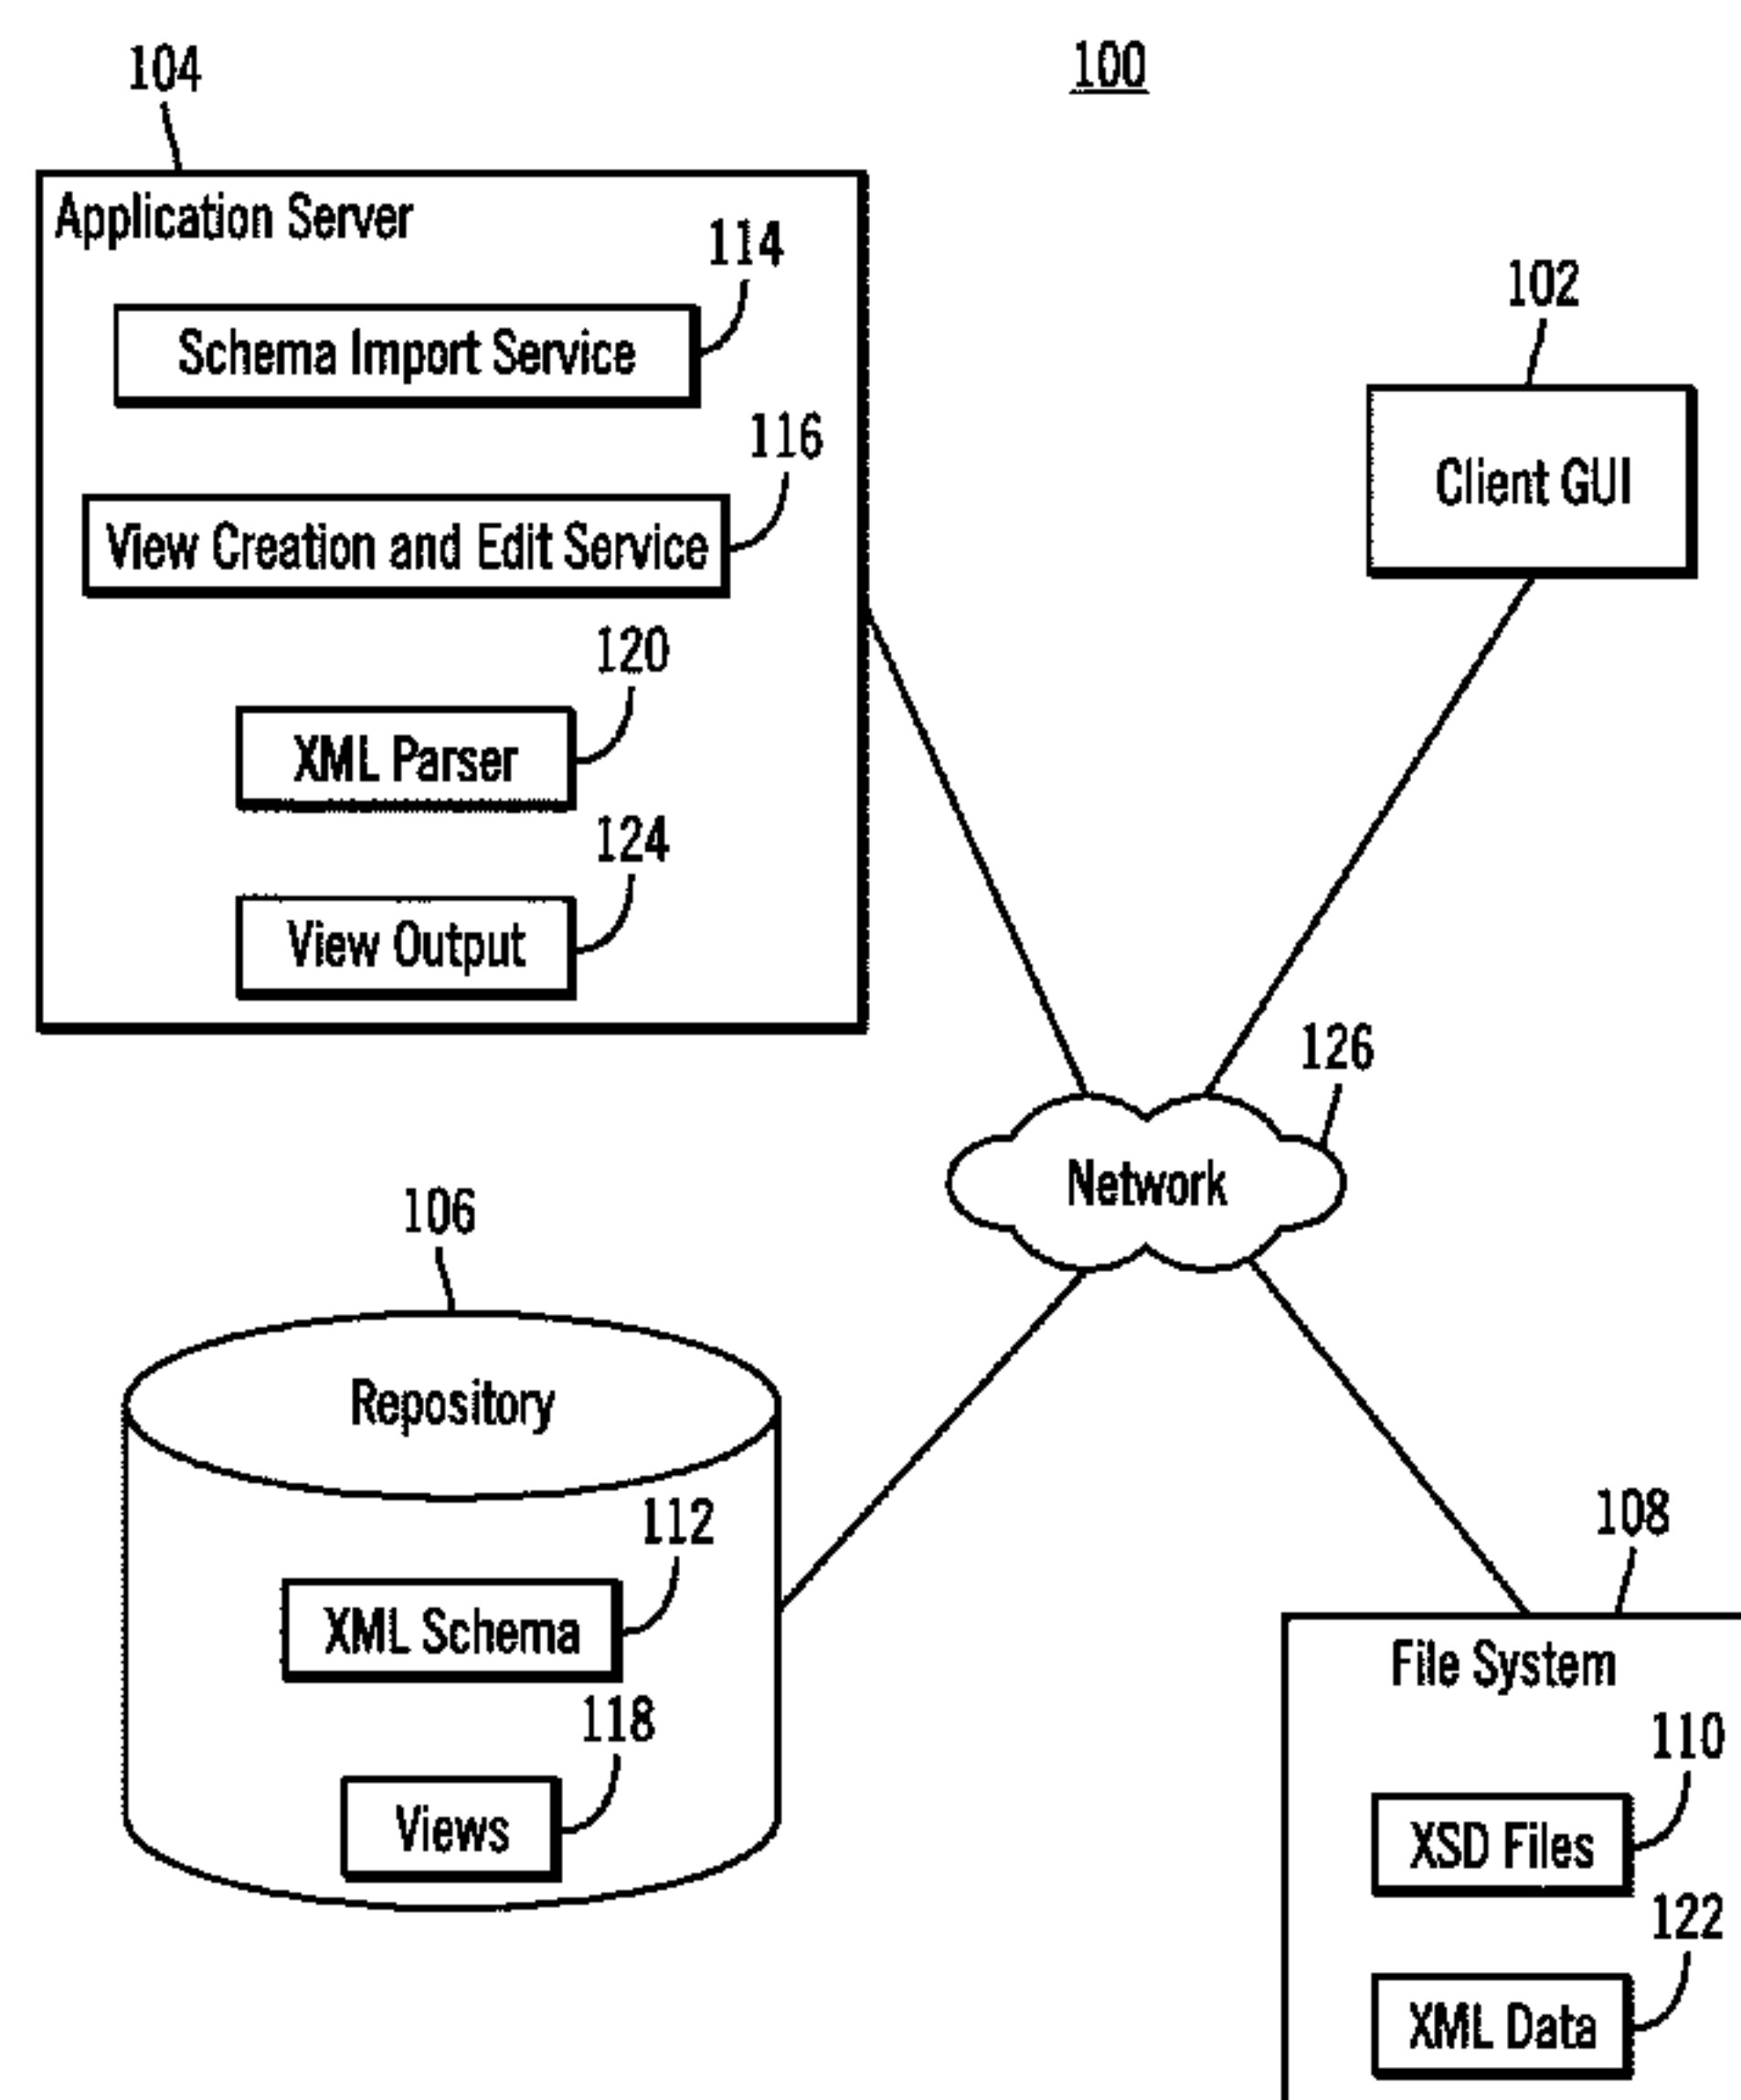 100
104
Application Server
114
Schema Import Service
116
View Creation and Edit Service
120
XML Parser
124
View Output
102
Client GUI
126
Network
106
Repository
112
XML Schema
118
Views
108
File System
110
XSD Files
122
XML Data